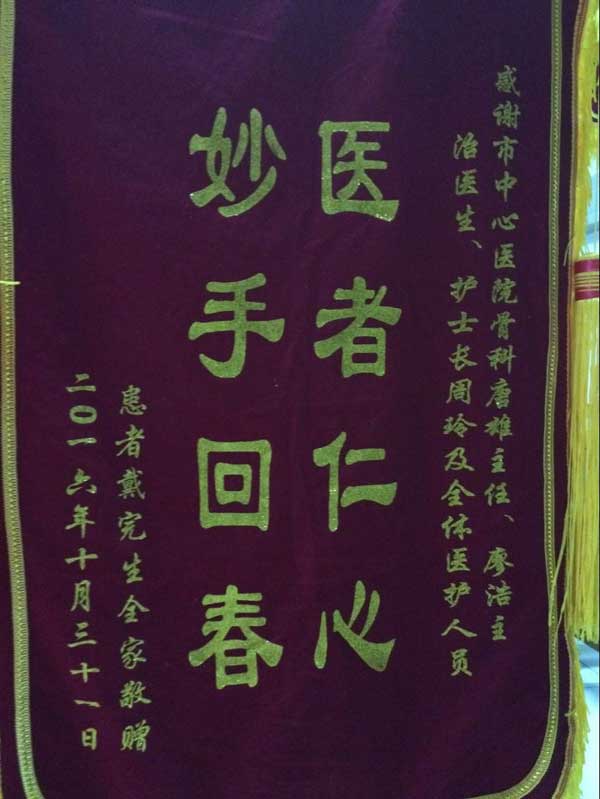 感谢市中心医院骨科唐雄主任、廖浩主
治医生、护士长周玲及全体医护人员
医者仁心
妙手回春
患者戴完生全家敬赠
二〇一六年十月三十一日